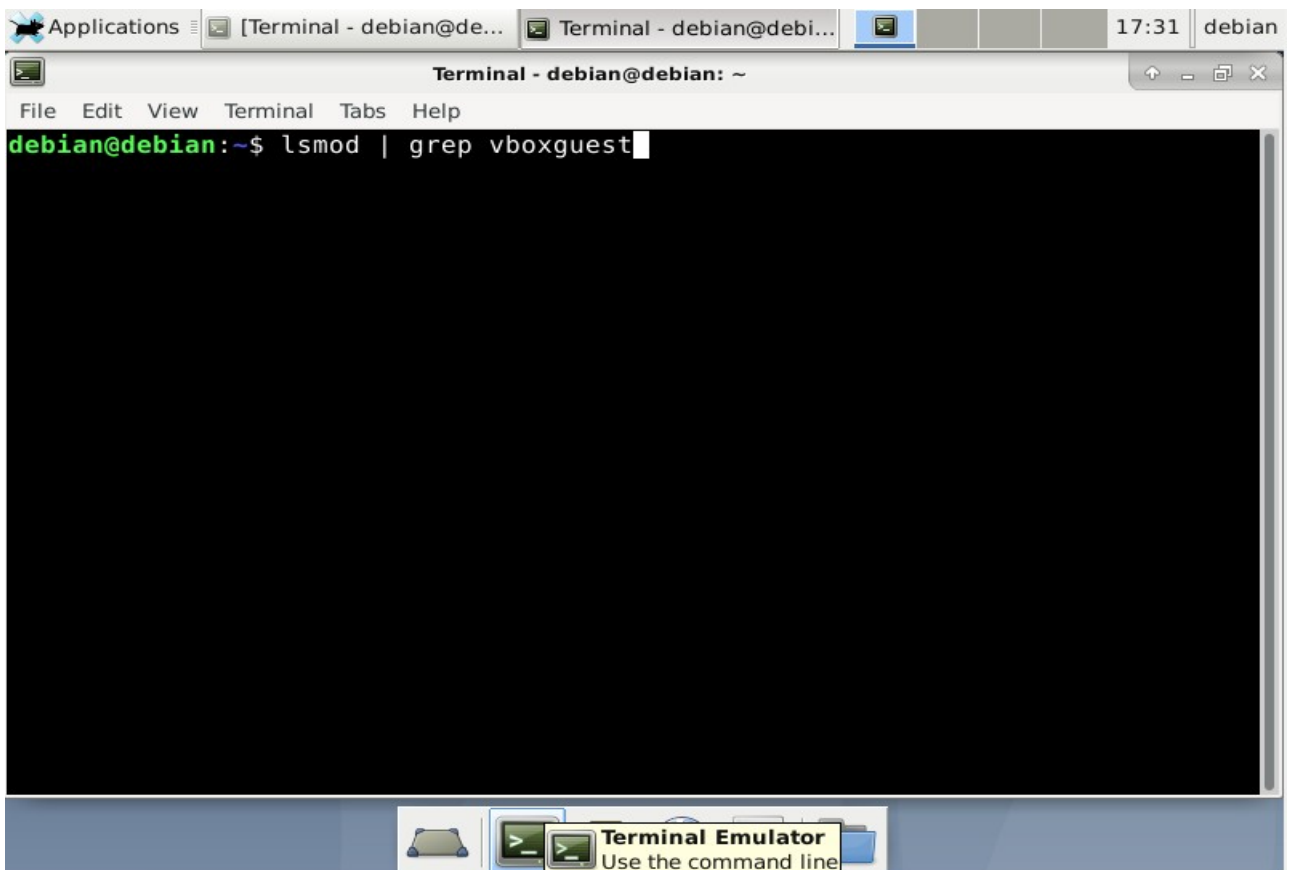 Applications [Terminal - debian@de... Terminal - debian@debi... 17:31 debian
Terminal - debian@debian: ~
File Edit View Terminal Tabs Help
debian@debian:~$ lsmod | grep vboxguest
Terminal Emulator
Use the command line